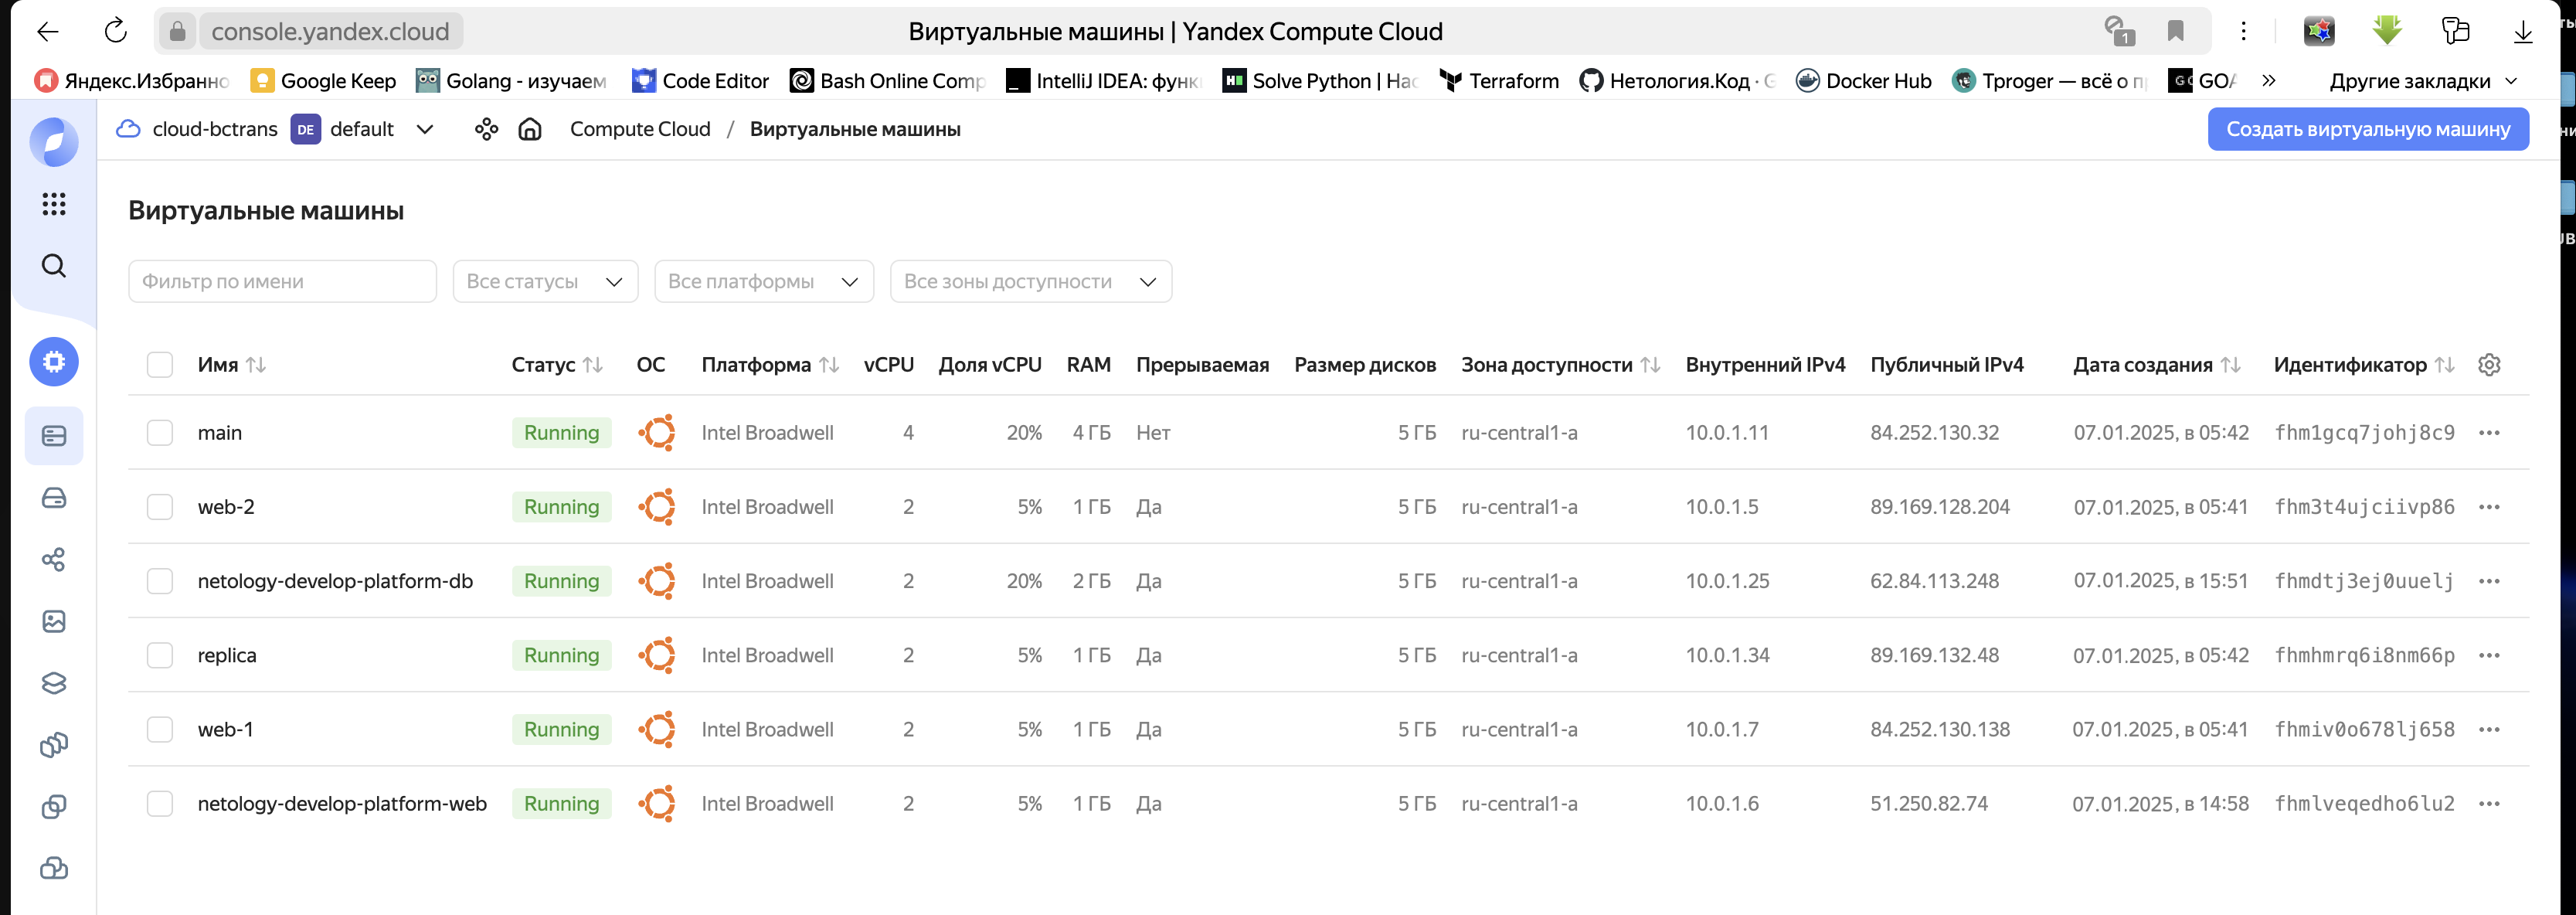 console.yandex.cloud Виртуальные машины | Yandex Compute Cloud 1
Яндекс.Избранно Google Keep Golang - изучаем Code Editor Bash Online Comp IntelliJ IDEA: функ Solve Python | Hac Terraform Нетология.Код · G Docker Hub Tproger — всё о п GOA Другие закладки
cloud-bctrans DE default Compute Cloud / Виртуальные машины Создать виртуальную машину
Виртуальные машины
Фильтр по имени Все статусы Все платформы Все зоны доступности
Имя Статус ОС Платформа vCPU Доля vCPU RAM Прерываемая Размер дисков Зона доступности Внутренний IPv4 Публичный IPv4 Дата создания Идентификатор
main Running Intel Broadwell 4 20% 4 ГБ Нет 5 ГБ ru-central1-a 10.0.1.11 84.252.130.32 07.01.2025, в 05:42 fhm1gcq7johj8c9
web-2 Running Intel Broadwell 2 5% 1 ГБ Да 5 ГБ ru-central1-a 10.0.1.5 89.169.128.204 07.01.2025, в 05:41 fhm3t4ujciivp86
netology-develop-platform-db Running Intel Broadwell 2 20% 2 ГБ Да 5 ГБ ru-central1-a 10.0.1.25 62.84.113.248 07.01.2025, в 15:51 fhmdtj3ej0uuelj
replica Running Intel Broadwell 2 5% 1 ГБ Да 5 ГБ ru-central1-a 10.0.1.34 89.169.132.48 07.01.2025, в 05:42 fhmhmrq6i8nm66p
web-1 Running Intel Broadwell 2 5% 1 ГБ Да 5 ГБ ru-central1-a 10.0.1.7 84.252.130.138 07.01.2025, в 05:41 fhmiv0o678lj658
netology-develop-platform-web Running Intel Broadwell 2 5% 1 ГБ Да 5 ГБ ru-central1-a 10.0.1.6 51.250.82.74 07.01.2025, в 14:58 fhmlveqedho6lu2